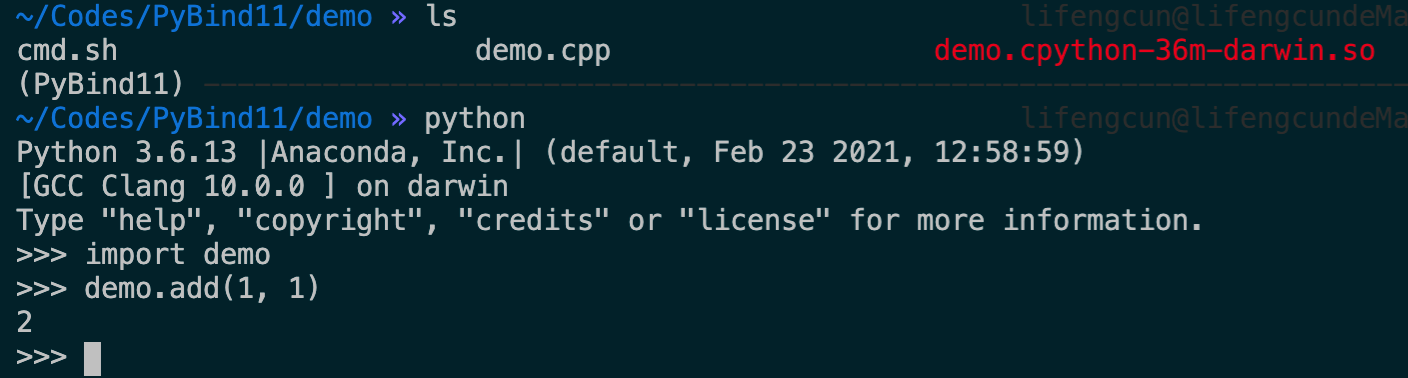 ~/Codes/PyBind11/demo » ls lifengcun@lifengcundeMa
cmd.sh demo.cpp demo.cpython-36m-darwin.so
(PyBind11) ------------------------------------------------------------------------
~/Codes/PyBind11/demo » python lifengcun@lifengcundeMa
Python 3.6.13 |Anaconda, Inc.| (default, Feb 23 2021, 12:58:59)
[GCC Clang 10.0.0 ] on darwin
Type "help", "copyright", "credits" or "license" for more information.
>>> import demo
>>> demo.add(1, 1)
2
>>>